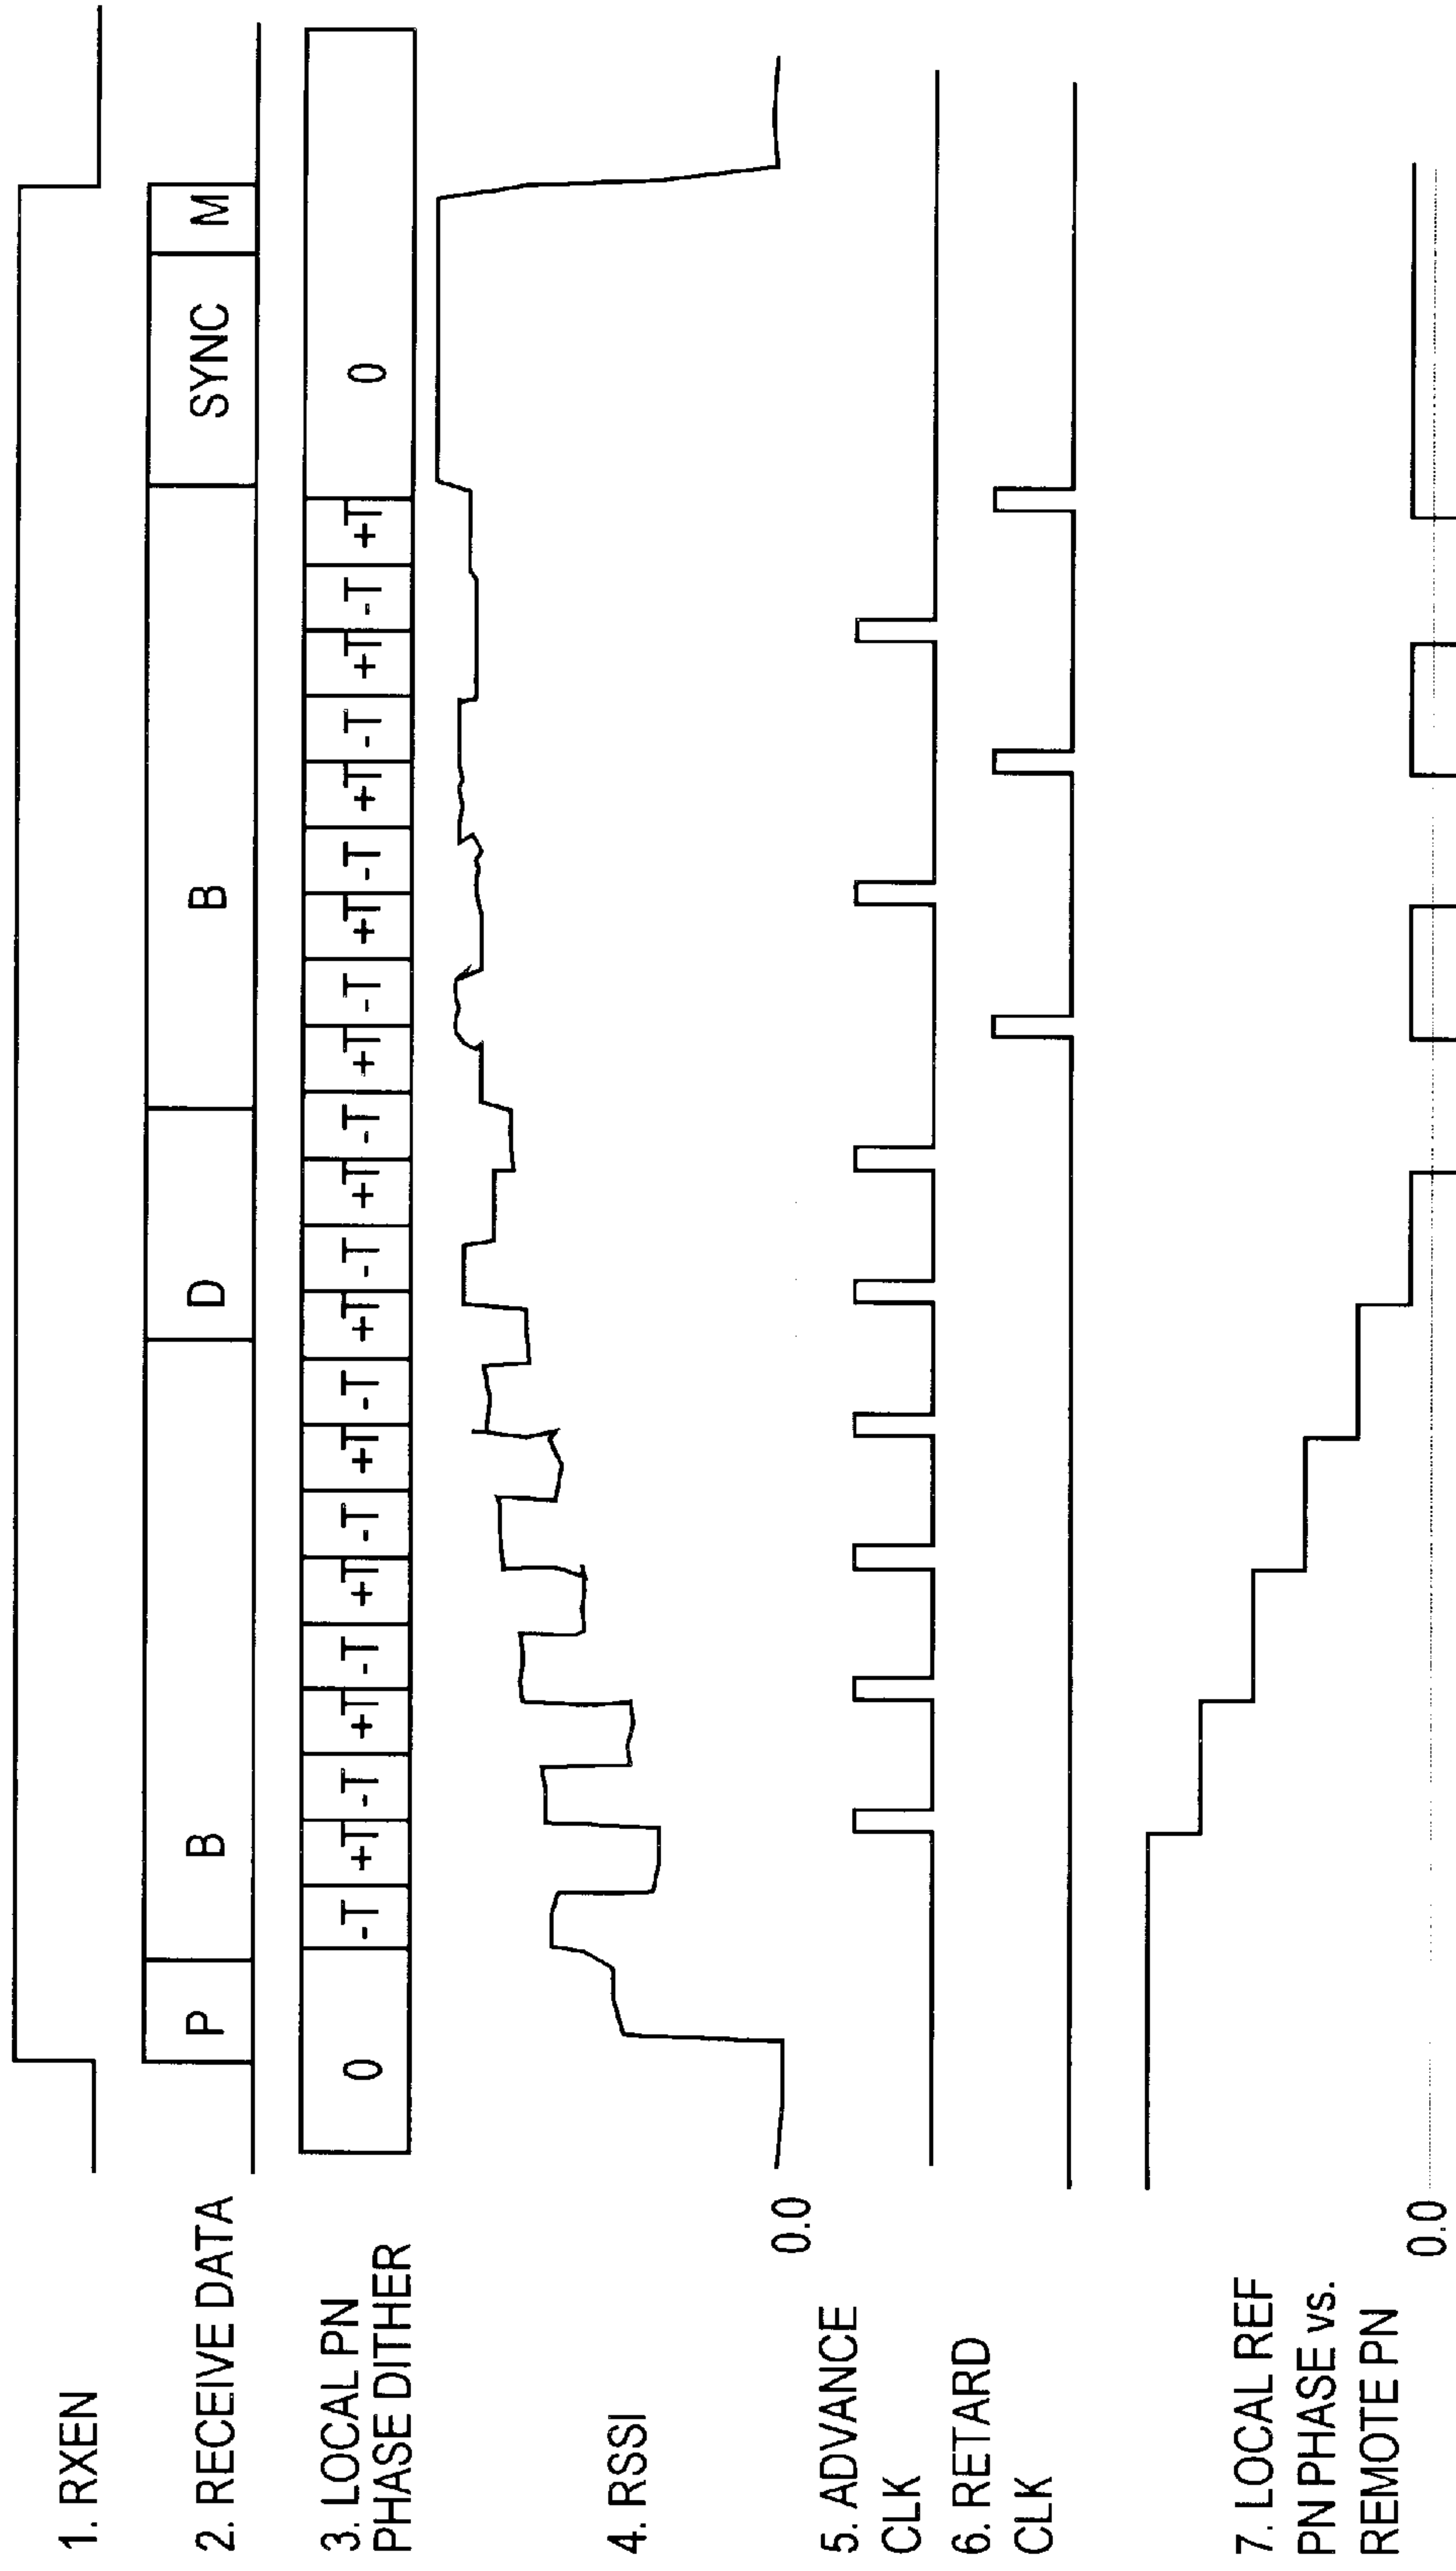 1. RXEN
2. RECEIVE DATA
P B D B SYNC M
3. LOCAL PN
PHASE DITHER
0 -T +T -T +T -T +T -T +T -T +T -T +T -T +T -T +T -T +T -T +T -T +T 0
4. RSSI
0.0
5. ADVANCE
CLK
6. RETARD
CLK
7. LOCAL REF
PN PHASE vs.
REMOTE PN
0.0